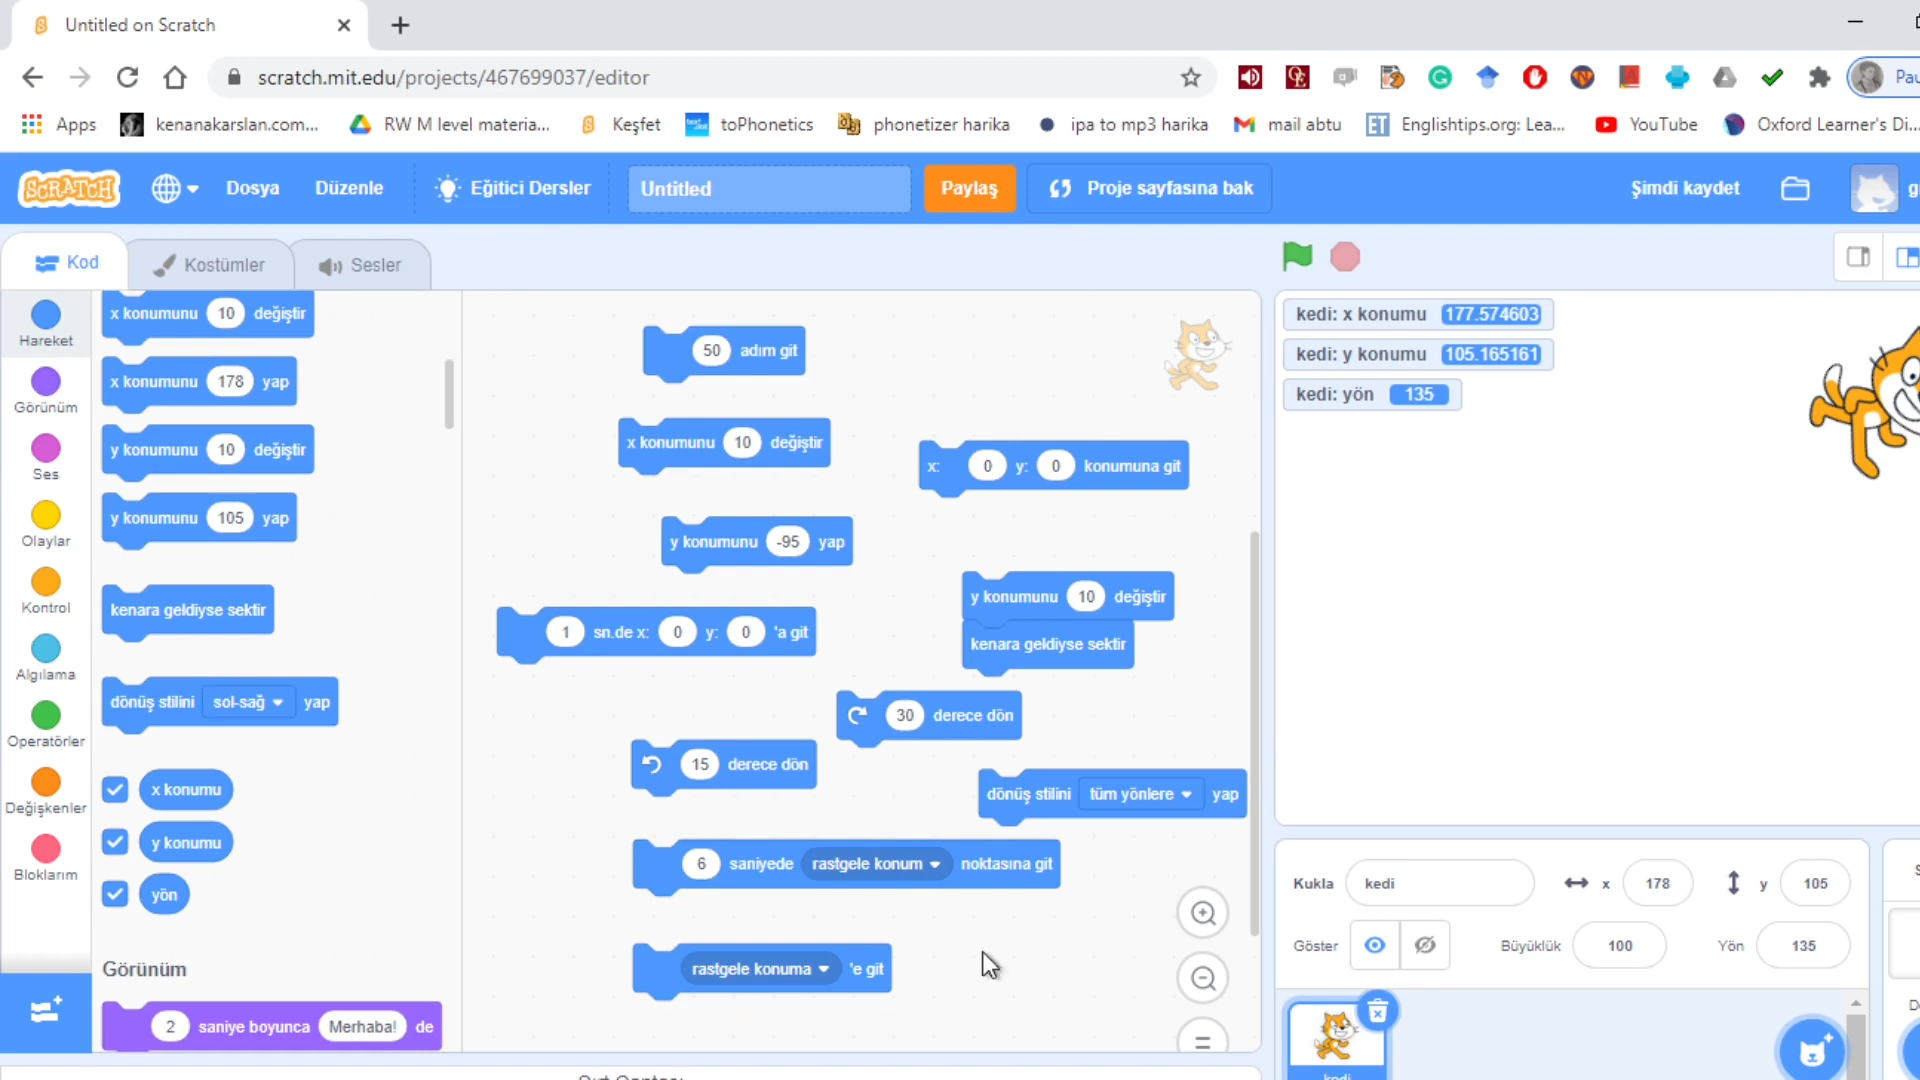 Untitled on Scratch
scratch.mit.edu/projects/467699037/editor
Apps kenanakarslan.com... RW M level materia... Keşfet toPhonetics phonetizer harika ipa to mp3 harika mail abtu Englishtips.org: Lea... YouTube Oxford Learner's Di...
SCRATCH Dosya Düzenle Eğitici Dersler Untitled Paylaş Proje sayfasına bak Şimdi kaydet
Kod Kostümler Sesler
Hareket
Görünüm
Ses
Olaylar
Kontrol
Algılama
Operatörler
Değişkenler
Bloklarım
x konumunu 10 değiştir
x konumunu 178 yap
y konumunu 10 değiştir
y konumunu 105 yap
kenara geldiyse sektir
dönüş stilini sol-sağ yap
x konumu
y konumu
yön
Görünüm
2 saniye boyunca Merhaba! de
50 adım git
x konumunu 10 değiştir
x: 0 y: 0 konumuna git
y konumunu -95 yap
y konumunu 10 değiştir
kenara geldiyse sektir
1 sn.de x: 0 y: 0 'a git
30 derece dön
15 derece dön
dönüş stilini tüm yönlere yap
6 saniyede rastgele konum noktasına git
rastgele konuma 'e git
kedi: x konumu 177.574603
kedi: y konumu 105.165161
kedi: yön 135
Kukla kedi x 178 y 105
Göster Büyüklük 100 Yön 135
kedi